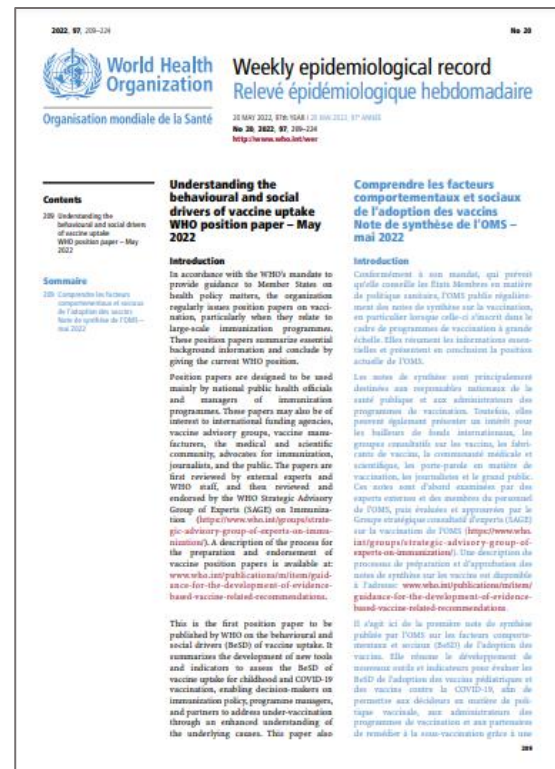 2022, 97, 209–224
No 20
World Health
Organization
Organisation mondiale de la Santé
Weekly epidemiological record
Relevé épidémiologique hebdomadaire
20 MAY 2022, 97th YEAR / 20 MAI 2022, 97e ANNÉE
No 20, 2022, 97, 209–224
http://www.who.int/wer
Contents
209 Understanding the
behavioural and social drivers
of vaccine uptake
WHO position paper – May
2022
Sommaire
209 Comprendre les facteurs
comportementaux et sociaux
de l'adoption des vaccins
Note de synthèse de l'OMS –
mai 2022
Understanding the
behavioural and social
drivers of vaccine uptake
WHO position paper – May
2022
Introduction
In accordance with the WHO's mandate to
provide guidance to Member States on
health policy matters, the organization
regularly issues position papers on vacci-
nation, particularly when they relate to
large-scale immunization programmes.
These position papers summarize essential
background information and conclude by
giving the current WHO position.
Position papers are designed to be used
mainly by national public health officials
and managers of immunization
programmes. These papers may also be of
interest to international funding agencies,
vaccine advisory groups, vaccine manu-
facturers, the medical and scientific
community, advocates for immunization,
journalists, and the public. The papers are
first reviewed by external experts and
WHO staff, and then reviewed and
endorsed by the WHO Strategic Advisory
Group of Experts (SAGE) on Immuniza-
tion (https://www.who.int/groups/strate-
gic-advisory-group-of-experts-on-immu-
nization/). A description of the process for
the preparation and endorsement of
vaccine position papers is available at:
www.who.int/publications/m/item/guid-
ance-for-the-development-of-evidence-
based-vaccine-related-recommendations.
This is the first position paper to be
published by WHO on the behavioural and
social drivers (BeSD) of vaccine uptake. It
summarizes the development of new tools
and indicators to assess the BeSD of
vaccine uptake for childhood and COVID-19
vaccination, enabling decision-makers on
immunization policy, programme managers,
and partners to address under-vaccination
through an enhanced understanding of
the underlying causes. This paper also
Comprendre les facteurs
comportementaux et sociaux
de l'adoption des vaccins
Note de synthèse de l'OMS –
mai 2022
Introduction
Conformément à son mandat, qui prévoit
qu'elle conseille les Etats Membres en matière
de politique sanitaire, l'OMS publie régulière-
ment des notes de synthèse sur la vaccination,
en particulier lorsque celle-ci s'inscrit dans le
cadre de programmes de vaccination à grande
échelle. Elles résument les informations essen-
tielles et présentent en conclusion la position
actuelle de l'OMS.
Les notes de synthèse sont principalement
destinées aux responsables nationaux de la
santé publique et aux administrateurs des
programmes de vaccination. Toutefois, elles
peuvent également présenter un intérêt pour
les bailleurs de fonds internationaux, les
groupes consultatifs sur les vaccins, les fabri-
cants de vaccins, la communauté médicale et
scientifique, les porte-parole en matière de
vaccination, les journalistes et le grand public.
Ces notes sont d'abord examinées par des
experts externes et des membres du personnel
de l'OMS, puis évaluées et approuvées par le
Groupe stratégique consultatif d'experts (SAGE)
sur la vaccination de l'OMS (https://www.who.
int/groups/strategic-advisory-group-of-
experts-on-immunization/). Une description des
processus de préparation et d'approbation des
notes de synthèse sur les vaccins est disponible
à l'adresse: www.who.int/publications/m/item/
guidance-for-the-development-of-evidence-
based-vaccine-related-recommendations.
Il s'agit ici de la première note de synthèse
publiée par l'OMS sur les facteurs comporte-
mentaux et sociaux (BeSD) de l'adoption des
vaccins. Elle résume le développement de
nouveaux outils et indicateurs pour évaluer les
BeSD de l'adoption des vaccins pédiatriques et
des vaccins contre la COVID-19, afin de
permettre aux décideurs en matière de poli-
tique vaccinale, aux administrateurs des
programmes de vaccination et aux partenaires
de remédier à la sous-vaccination grâce à une
209